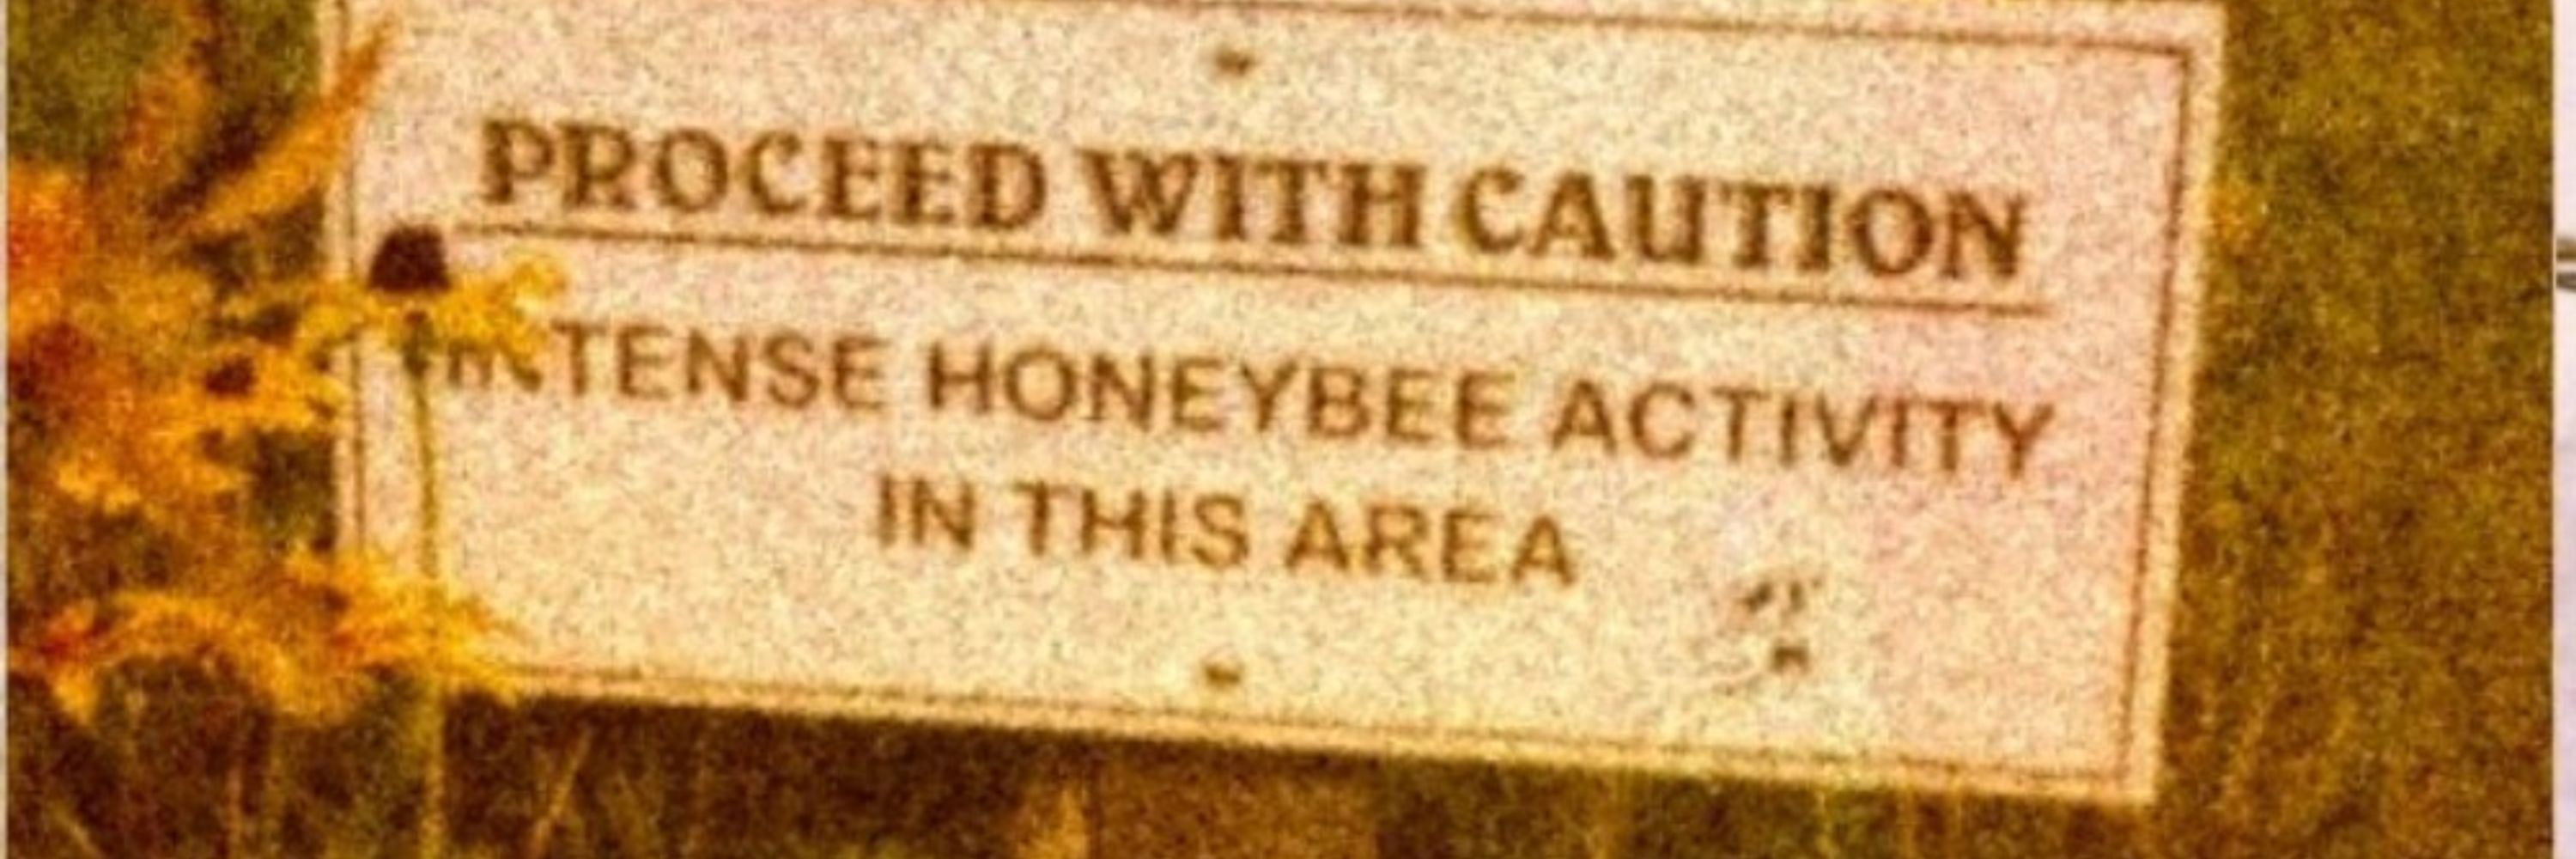 PROCEED WITH CAUTION
INTENSE HONEYBEE ACTIVITY
IN THIS AREA